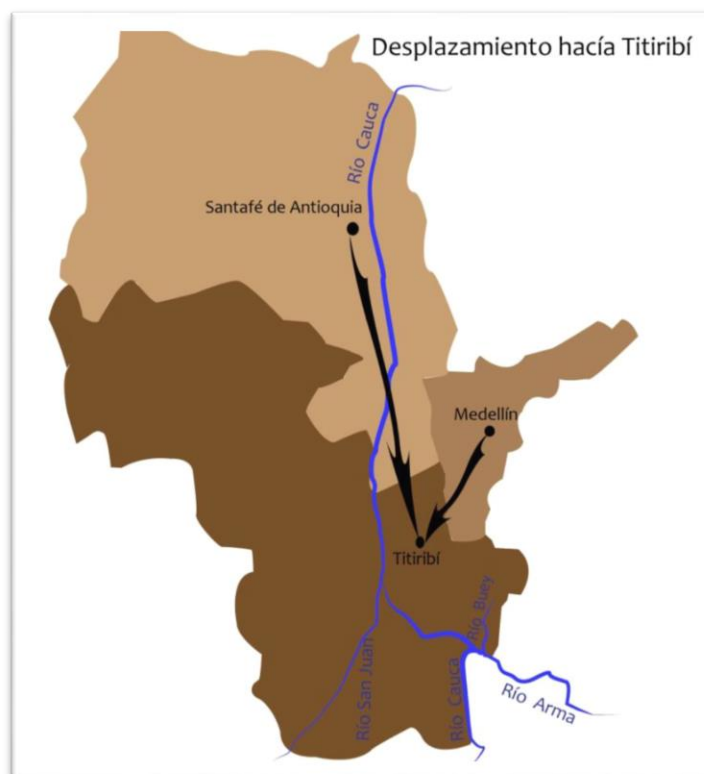 Desplazamiento hacía Titiribí
Río Cauca
Santafé de Antioquia
Medellín
Titiribí
Río Buey
Río San Juan
Río Cauca
Río Arma